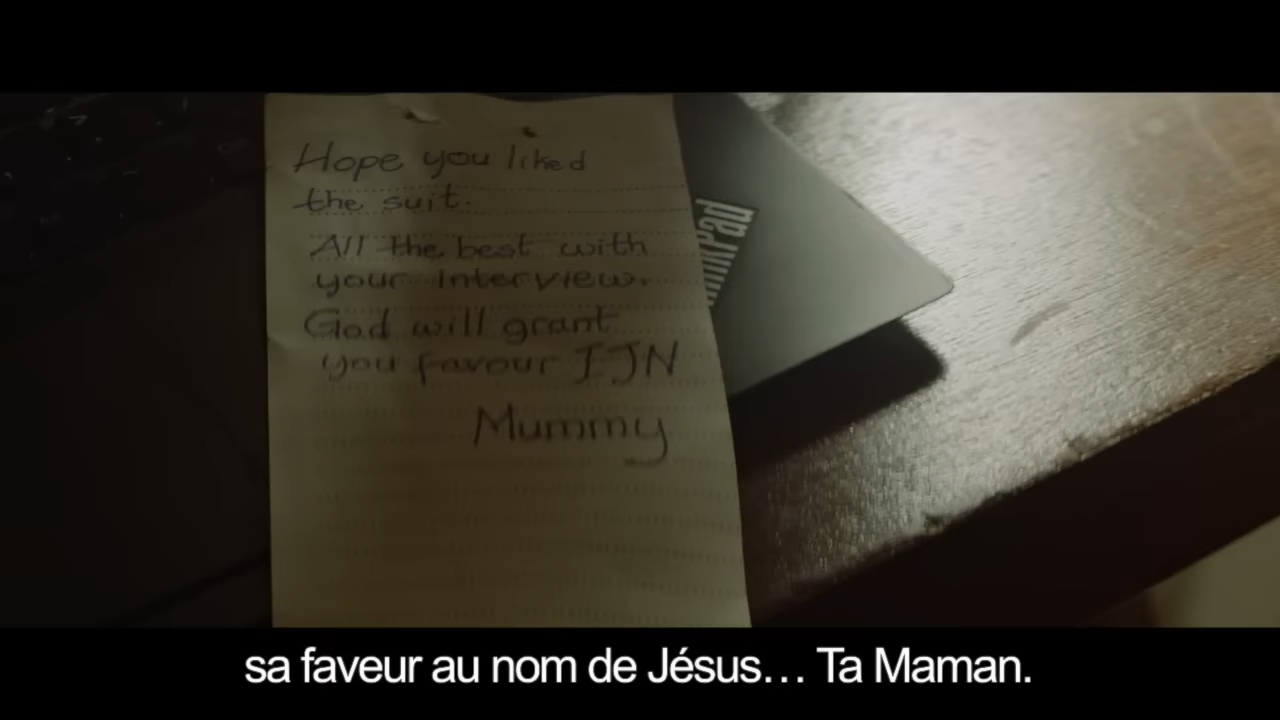 Hope you liked
the suit.
All the best with
your Interview.
God will grant
you favour IJN
Mummy
sa faveur au nom de Jésus… Ta Maman.